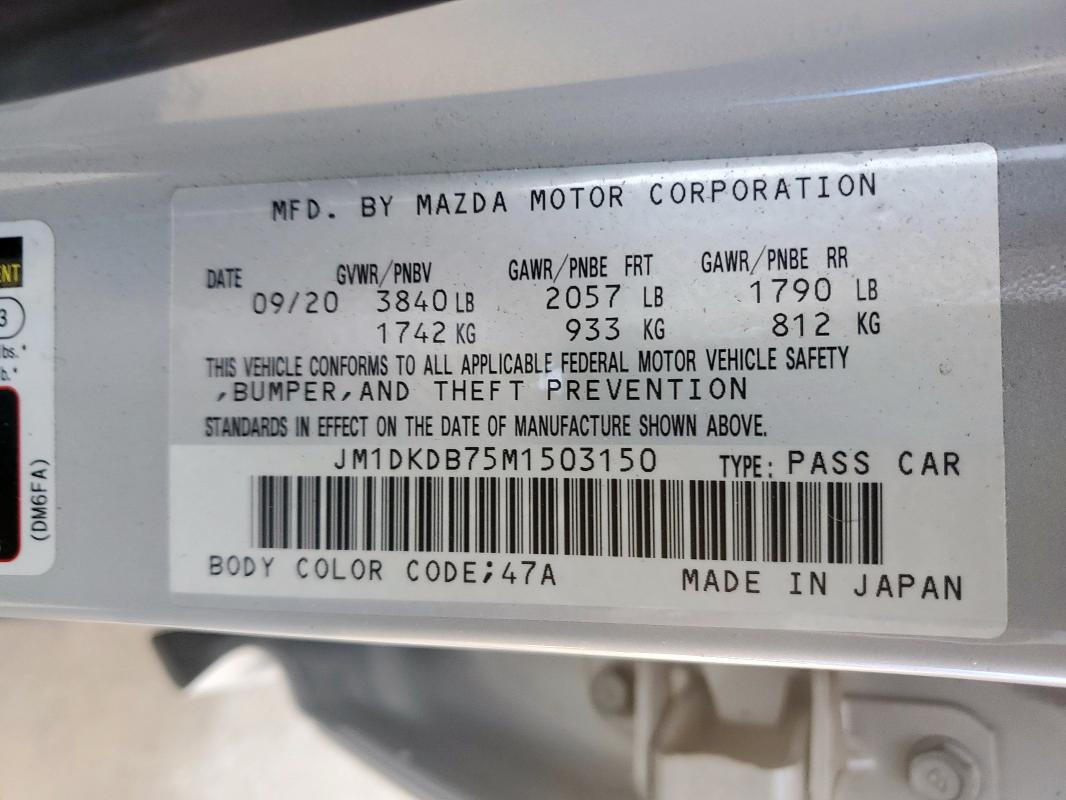 MFD. BY MAZDA MOTOR CORPORATION
DATE GVWR/PNBV GAWR/PNBE FRT GAWR/PNBE RR
09/20 3840 LB 2057 LB 1790 LB
1742 KG 933 KG 812 KG
THIS VEHICLE CONFORMS TO ALL APPLICABLE FEDERAL MOTOR VEHICLE SAFETY
,BUMPER,AND THEFT PREVENTION
STANDARDS IN EFFECT ON THE DATE OF MANUFACTURE SHOWN ABOVE.
JM1DKDB75M1503150 TYPE: PASS CAR
BODY COLOR CODE;47A MADE IN JAPAN
(DM6FA)